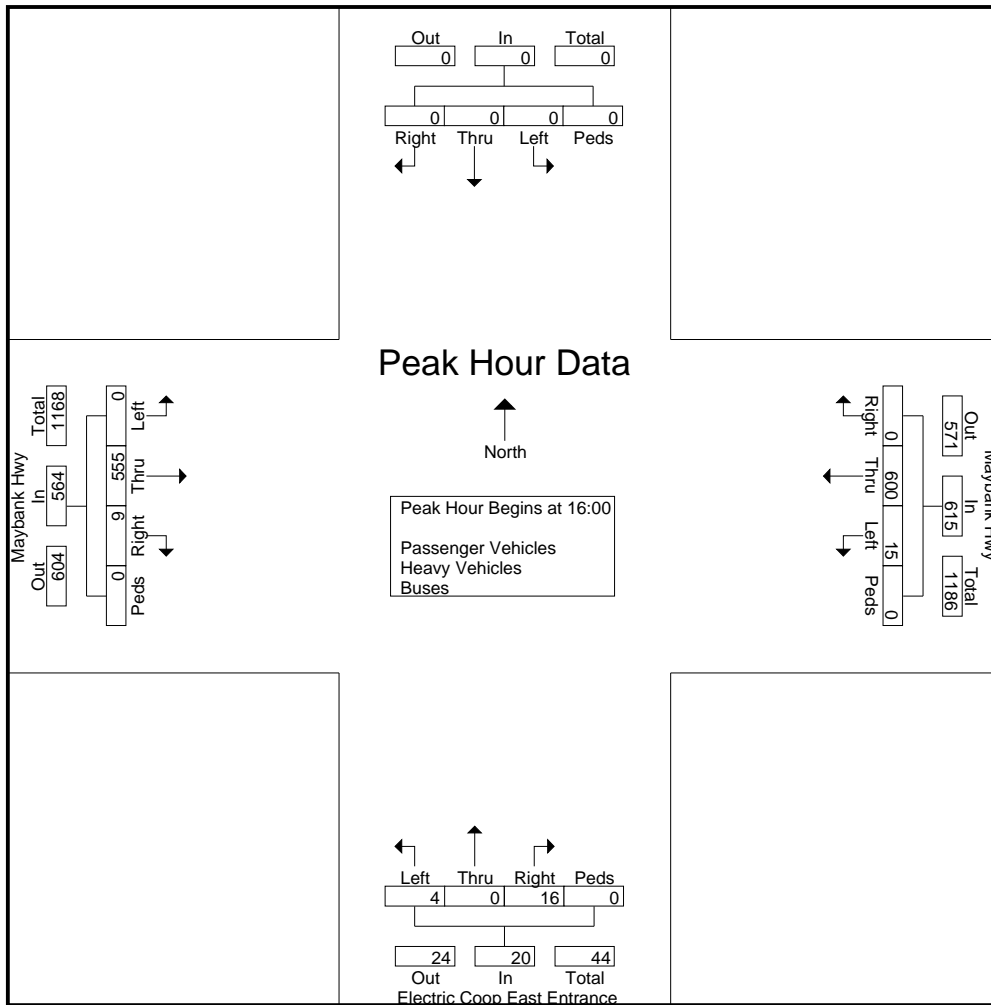 Out In Total
0 0 0
0 0 0 0
Right Thru Left Peds
Peak Hour Data
North
Peak Hour Begins at 16:00
Passenger Vehicles
Heavy Vehicles
Buses
Maybank Hwy
Out In Total
604 564 1168
0 9 555 0
Peds Right Thru Left
Maybank Hwy
Out In Total
571 615 1186
0 600 15 0
Right Thru Left Peds
Left Thru Right Peds
4 0 16 0
24 20 44
Out In Total
Electric Coop East Entrance